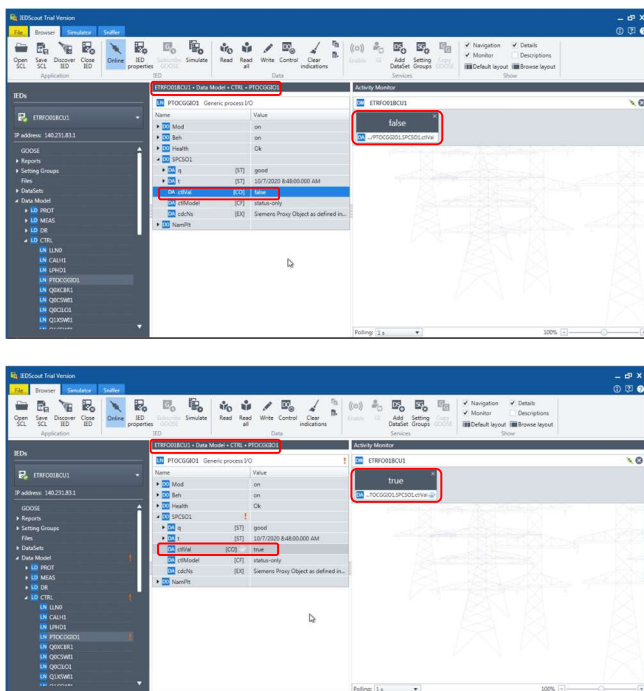 IEDScout Trial Version
File Browser Simulator Sniffer
Open SCL Save SCL Discover IED Close IED Online IED properties Subscribe GOOSE Simulate Read Read all Write Control Clear indications Enable GI Add DataSet Setting Groups Copy GOOSE
Navigation Details
Monitor Descriptions
Default layout Browse layout
Application IED Data Services Show
IEDs
ETRFO01BCU1
IP address: 140.231.83.1
GOOSE
Reports
Setting Groups
Files
DataSets
Data Model
LD PROT
LD MEAS
LD DR
LD CTRL
LN LLN0
LN CALH1
LN LPHD1
LN PTOCGGIO1
LN Q0XCBR1
LN Q0CSWI1
LN Q0CILO1
LN Q1XSWI1
ETRFO01BCU1 • Data Model • CTRL • PTOCGGIO1
LN PTOCGGIO1 Generic process I/O
Name Value
DO Mod on
DO Beh on
DO Health Ok
DO SPCSO1
DA q [ST] good
DA t [ST] 10/7/2020 8:48:00.000 AM
DA ctlVal [CO] false
DA ctlModel [CF] status-only
DA cdcNs [EX] Siemens Proxy Object as defined in...
DO NamPlt
Activity Monitor
ETRFO01BCU1
false
DA .../PTOCGGIO1.SPCSO1.ctlVal
Polling: 1 s 100%
IEDScout Trial Version
File Browser Simulator Sniffer
Open SCL Save SCL Discover IED Close IED Online IED properties Subscribe GOOSE Simulate Read Read all Write Control Clear indications Enable GI Add DataSet Setting Groups Copy GOOSE
Navigation Details
Monitor Descriptions
Default layout Browse layout
Application IED Data Services Show
IEDs
ETRFO01BCU1
IP address: 140.231.83.1
GOOSE
Reports
Setting Groups
Files
DataSets
Data Model !
LD PROT
LD MEAS
LD DR
LD CTRL !
LN LLN0
LN CALH1
LN LPHD1
LN PTOCGGIO1 !
LN Q0XCBR1
LN Q0CSWI1
LN Q0CILO1
LN Q1XSWI1
ETRFO01BCU1 • Data Model • CTRL • PTOCGGIO1
LN PTOCGGIO1 Generic process I/O !
Name Value
DO Mod on
DO Beh on
DO Health Ok
DO SPCSO1 !
DA q [ST] good
DA t [ST] 10/7/2020 8:48:00.000 AM
DA ctlVal [CO] true
DA ctlModel [CF] status-only
DA cdcNs [EX] Siemens Proxy Object as defined in...
DO NamPlt
Activity Monitor
ETRFO01BCU1
true
DA ...TOCGGIO1.SPCSO1.ctlVal
Polling: 1 s 100%